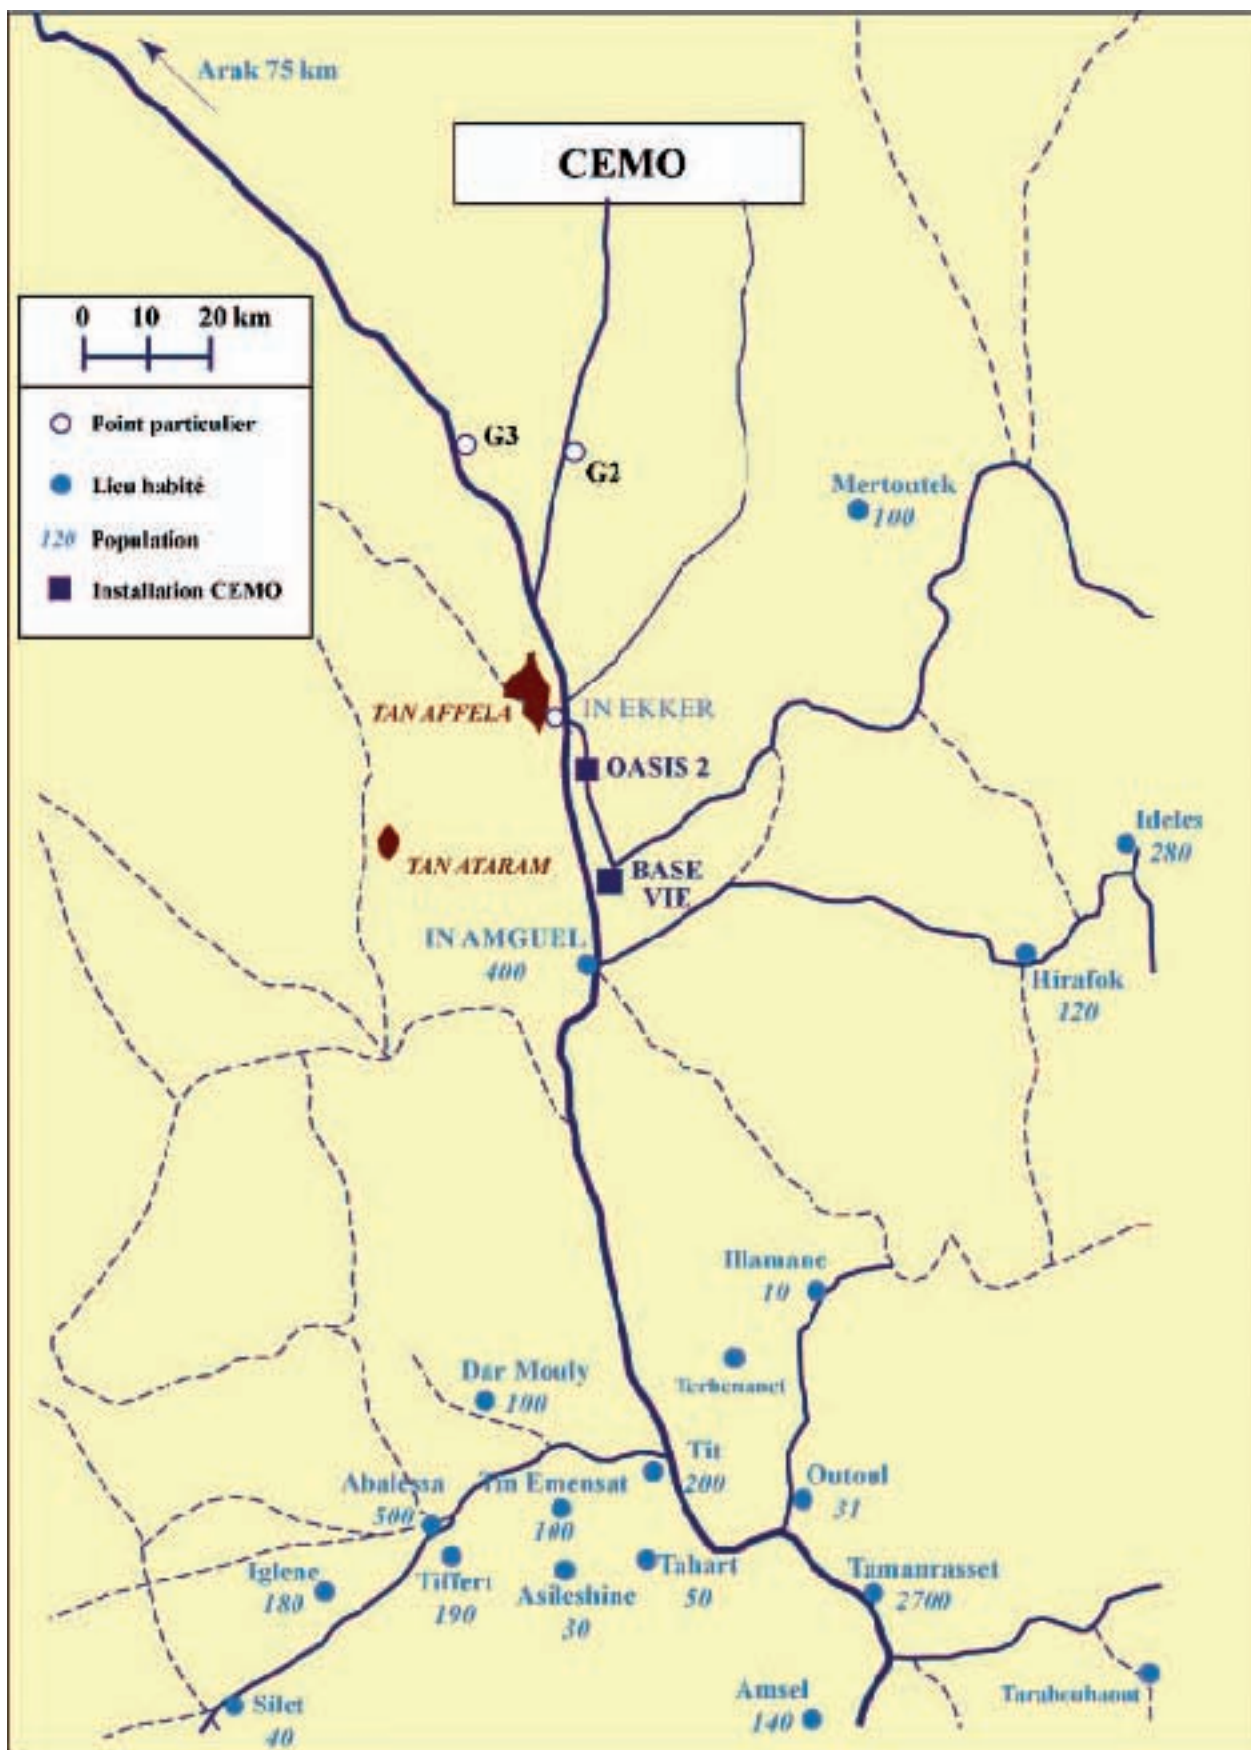 Arak 75 km
CEMO
0 10 20 km
Point particulier
Lieu habité
120 Population
Installation CEMO
G3
G2
Mertoutek
100
TAN AFFELA
IN EKKER
OASIS 2
TAN ATARAM
BASE
VIE
Ideles
280
IN AMGUEL
400
Hirafok
120
Illamane
10
Dar Mouly
100
Terhenanet
Tit
200
Abalessa
500
Tin Emensat
100
Outoul
31
Iglene
180
Tiffert
190
Asileshine
30
Tahart
50
Tamanrasset
2700
Silet
40
Amsel
140